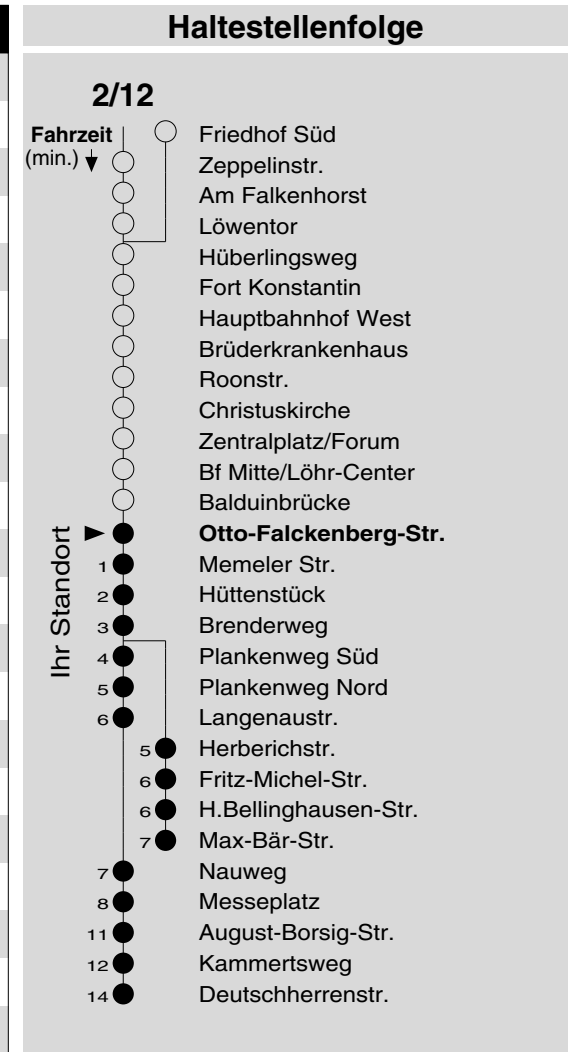 Haltestellenfolge
2/12
Fahrzeit
(min.)
Friedhof Süd
Zeppelinstr.
Am Falkenhorst
Löwentor
Hüberlingsweg
Fort Konstantin
Hauptbahnhof West
Brüderkrankenhaus
Roonstr.
Christuskirche
Zentralplatz/Forum
Bf Mitte/Löhr-Center
Balduinbrücke
Ihr Standort
Otto-Falckenberg-Str.
1 Memeler Str.
2 Hüttenstück
3 Brenderweg
4 Plankenweg Süd
5 Plankenweg Nord
6 Langenaustr.
5 Herberichstr.
6 Fritz-Michel-Str.
6 H.Bellinghausen-Str.
7 Max-Bär-Str.
7 Nauweg
8 Messeplatz
11 August-Borsig-Str.
12 Kammertsweg
14 Deutschherrenstr.